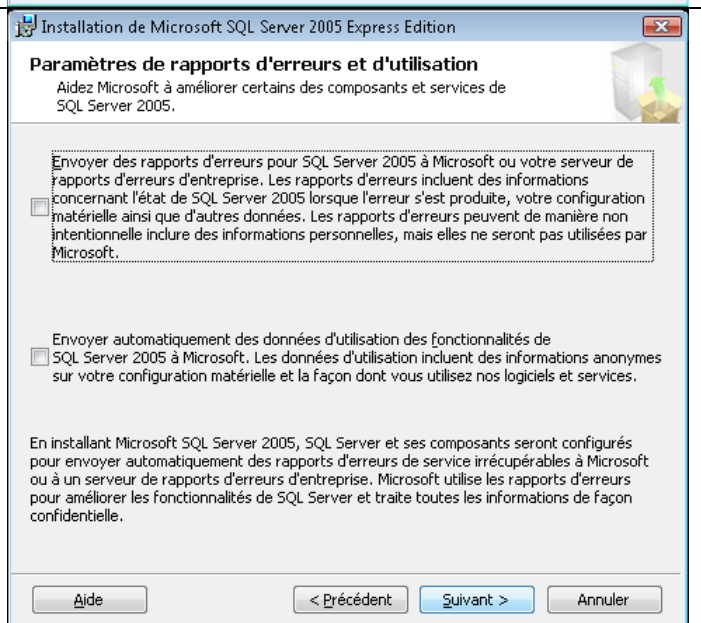 Installation de Microsoft SQL Server 2005 Express Edition
Paramètres de rapports d'erreurs et d'utilisation
Aidez Microsoft à améliorer certains des composants et services de
SQL Server 2005.
Envoyer des rapports d'erreurs pour SQL Server 2005 à Microsoft ou votre serveur de
rapports d'erreurs d'entreprise. Les rapports d'erreurs incluent des informations
concernant l'état de SQL Server 2005 lorsque l'erreur s'est produite, votre configuration
matérielle ainsi que d'autres données. Les rapports d'erreurs peuvent de manière non
intentionnelle inclure des informations personnelles, mais elles ne seront pas utilisées par
Microsoft.
Envoyer automatiquement des données d'utilisation des fonctionnalités de
SQL Server 2005 à Microsoft. Les données d'utilisation incluent des informations anonymes
sur votre configuration matérielle et la façon dont vous utilisez nos logiciels et services.
En installant Microsoft SQL Server 2005, SQL Server et ses composants seront configurés
pour envoyer automatiquement des rapports d'erreurs de service irrécupérables à Microsoft
ou à un serveur de rapports d'erreurs d'entreprise. Microsoft utilise les rapports d'erreurs
pour améliorer les fonctionnalités de SQL Server et traite toutes les informations de façon
confidentielle.
Aide
< Précédent
Suivant >
Annuler